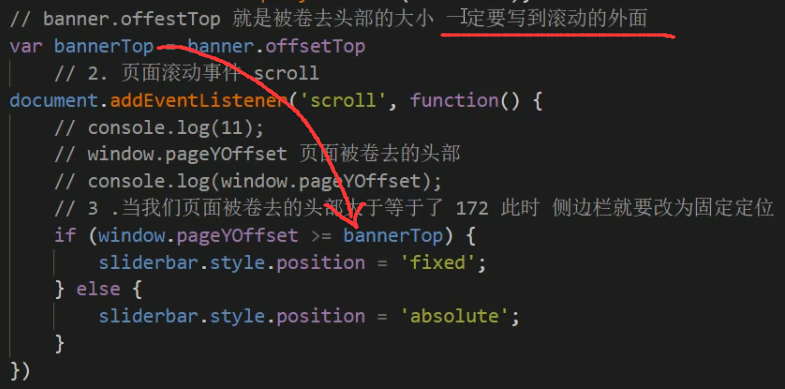 // banner.offestTop 就是被卷去头部的大小 一定要写到滚动的外面
var bannerTop = banner.offsetTop
// 2. 页面滚动事件 scroll
document.addEventListener('scroll', function() {
// console.log(11);
// window.pageYOffset 页面被卷去的头部
// console.log(window.pageYOffset);
// 3 .当我们页面被卷去的头部大于等于了 172 此时 侧边栏就要改为固定定位
if (window.pageYOffset >= bannerTop) {
sliderbar.style.position = 'fixed';
} else {
sliderbar.style.position = 'absolute';
}
})